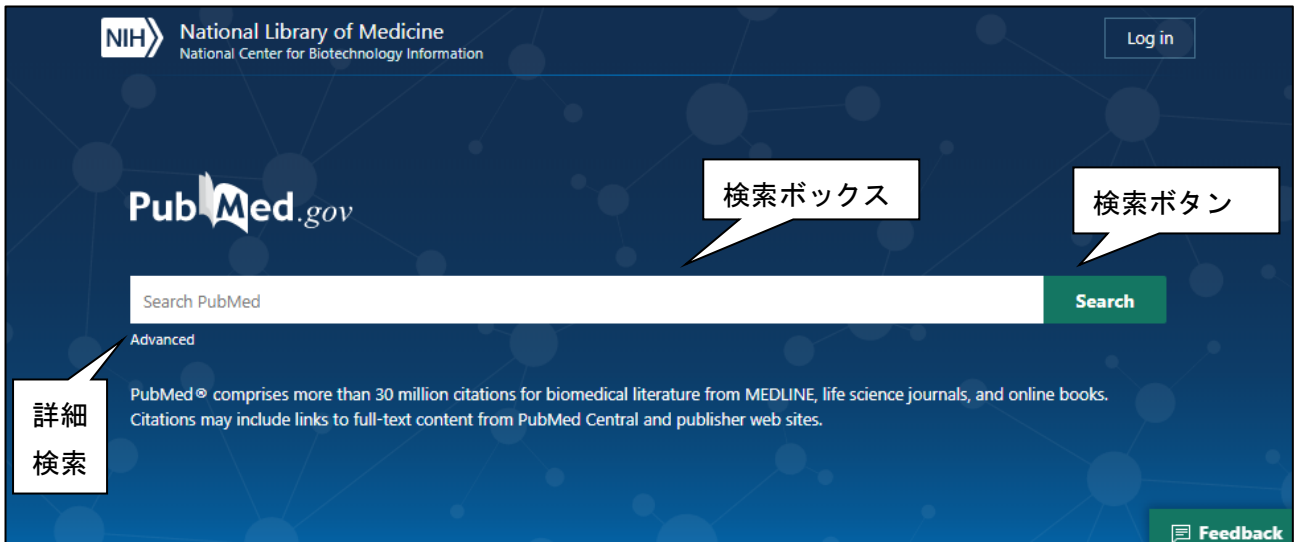 NIH National Library of Medicine
National Center for Biotechnology Information
Log in
PubMed.gov
検索ボックス
検索ボタン
Search PubMed
Search
Advanced
詳細
検索
PubMed® comprises more than 30 million citations for biomedical literature from MEDLINE, life science journals, and online books.
Citations may include links to full-text content from PubMed Central and publisher web sites.
Feedback